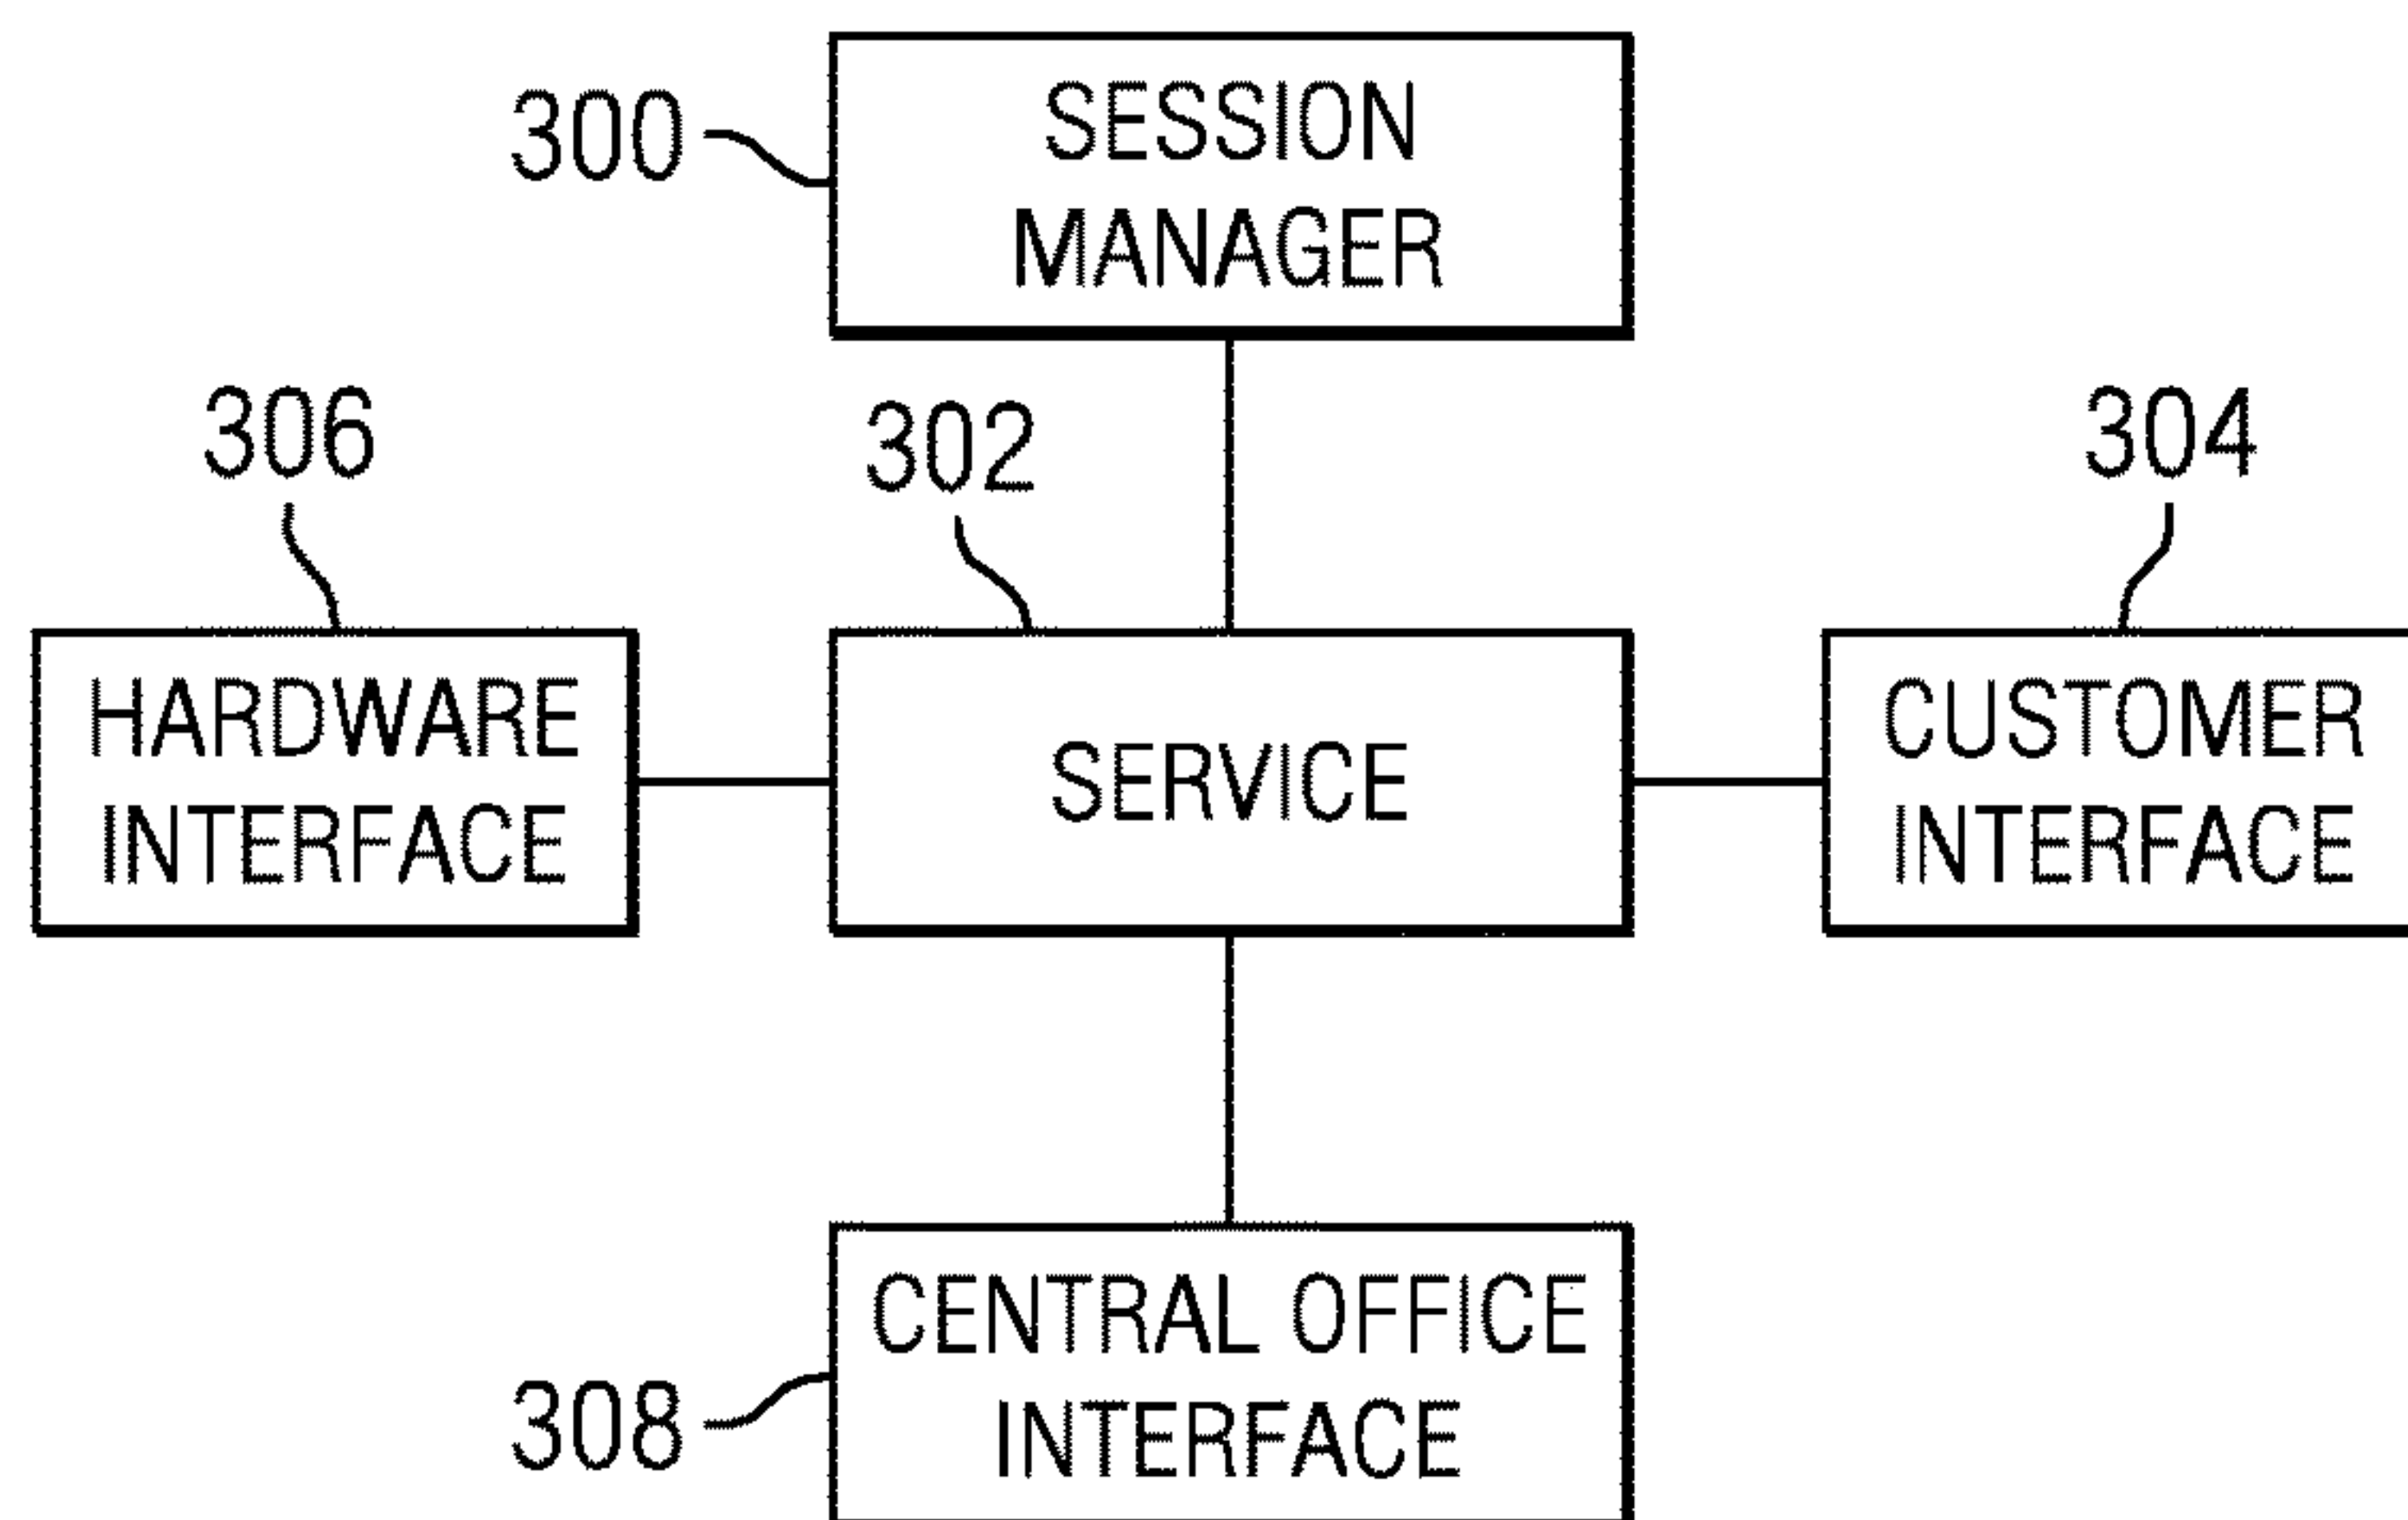 300
SESSION
MANAGER
306
302
304
HARDWARE
INTERFACE
SERVICE
CUSTOMER
INTERFACE
308
CENTRAL OFFICE
INTERFACE